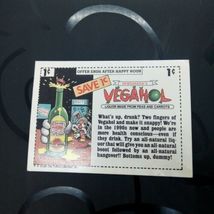 1¢ OFFER ENDS AFTER HAPPY HOUR 1¢
SAVE 1¢
VEGAHOL
LIQUOR MADE FROM PEAS AND CARROTS
What's up, drunk? Two fingers of
Vegahol and make it snappy! We're
in the 1990s now and people are
more health conscious—even if
they drink. Try an all-natural liq-
uor that will give you an all-natural
boost followed by an all-natural
hangover!! Bottoms up, dummy!